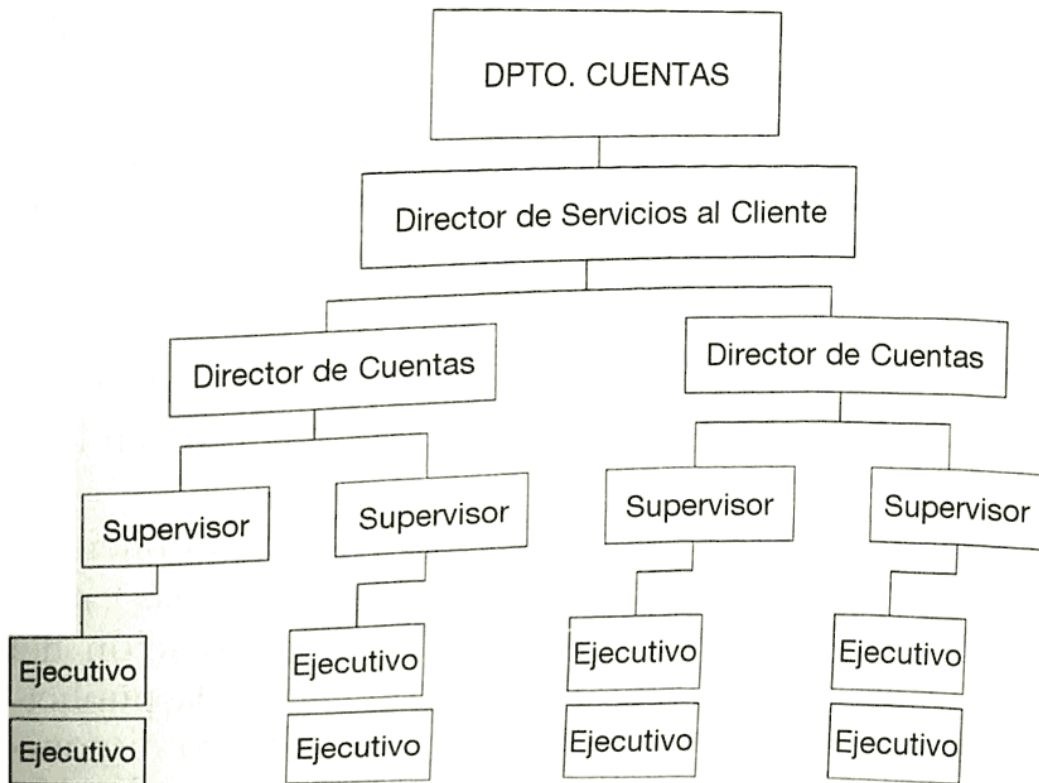 DPTO. CUENTAS
Director de Servicios al Cliente
Director de Cuentas
Director de Cuentas
Supervisor
Supervisor
Supervisor
Supervisor
Ejecutivo
Ejecutivo
Ejecutivo
Ejecutivo
Ejecutivo
Ejecutivo
Ejecutivo
Ejecutivo